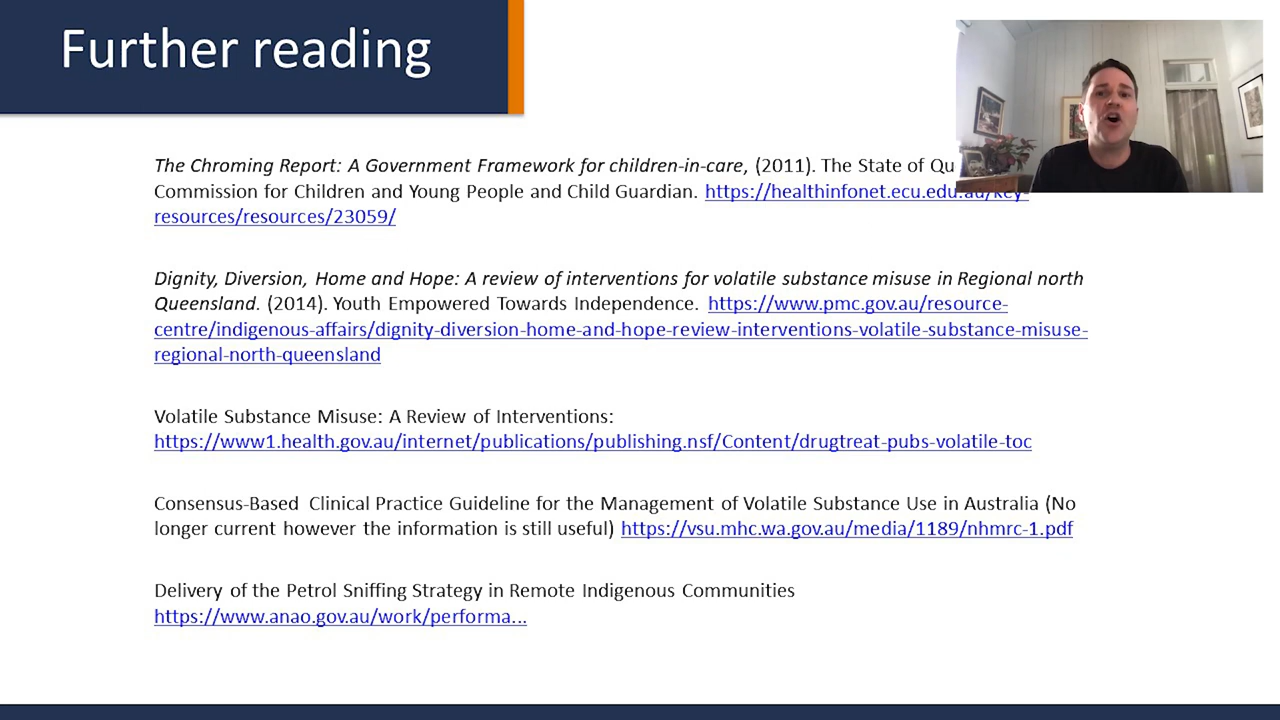 Further reading
The Chroming Report: A Government Framework for children-in-care, (2011). The State of Qu
Commission for Children and Young People and Child Guardian. https://healthinfonet.ecu.edu.au/key-
resources/resources/23059/
Dignity, Diversion, Home and Hope: A review of interventions for volatile substance misuse in Regional north
Queensland. (2014). Youth Empowered Towards Independence. https://www.pmc.gov.au/resource-
centre/indigenous-affairs/dignity-diversion-home-and-hope-review-interventions-volatile-substance-misuse-
regional-north-queensland
Volatile Substance Misuse: A Review of Interventions:
https://www1.health.gov.au/internet/publications/publishing.nsf/Content/drugtreat-pubs-volatile-toc
Consensus-Based Clinical Practice Guideline for the Management of Volatile Substance Use in Australia (No
longer current however the information is still useful) https://vsu.mhc.wa.gov.au/media/1189/nhmrc-1.pdf
Delivery of the Petrol Sniffing Strategy in Remote Indigenous Communities
https://www.anao.gov.au/work/performa...